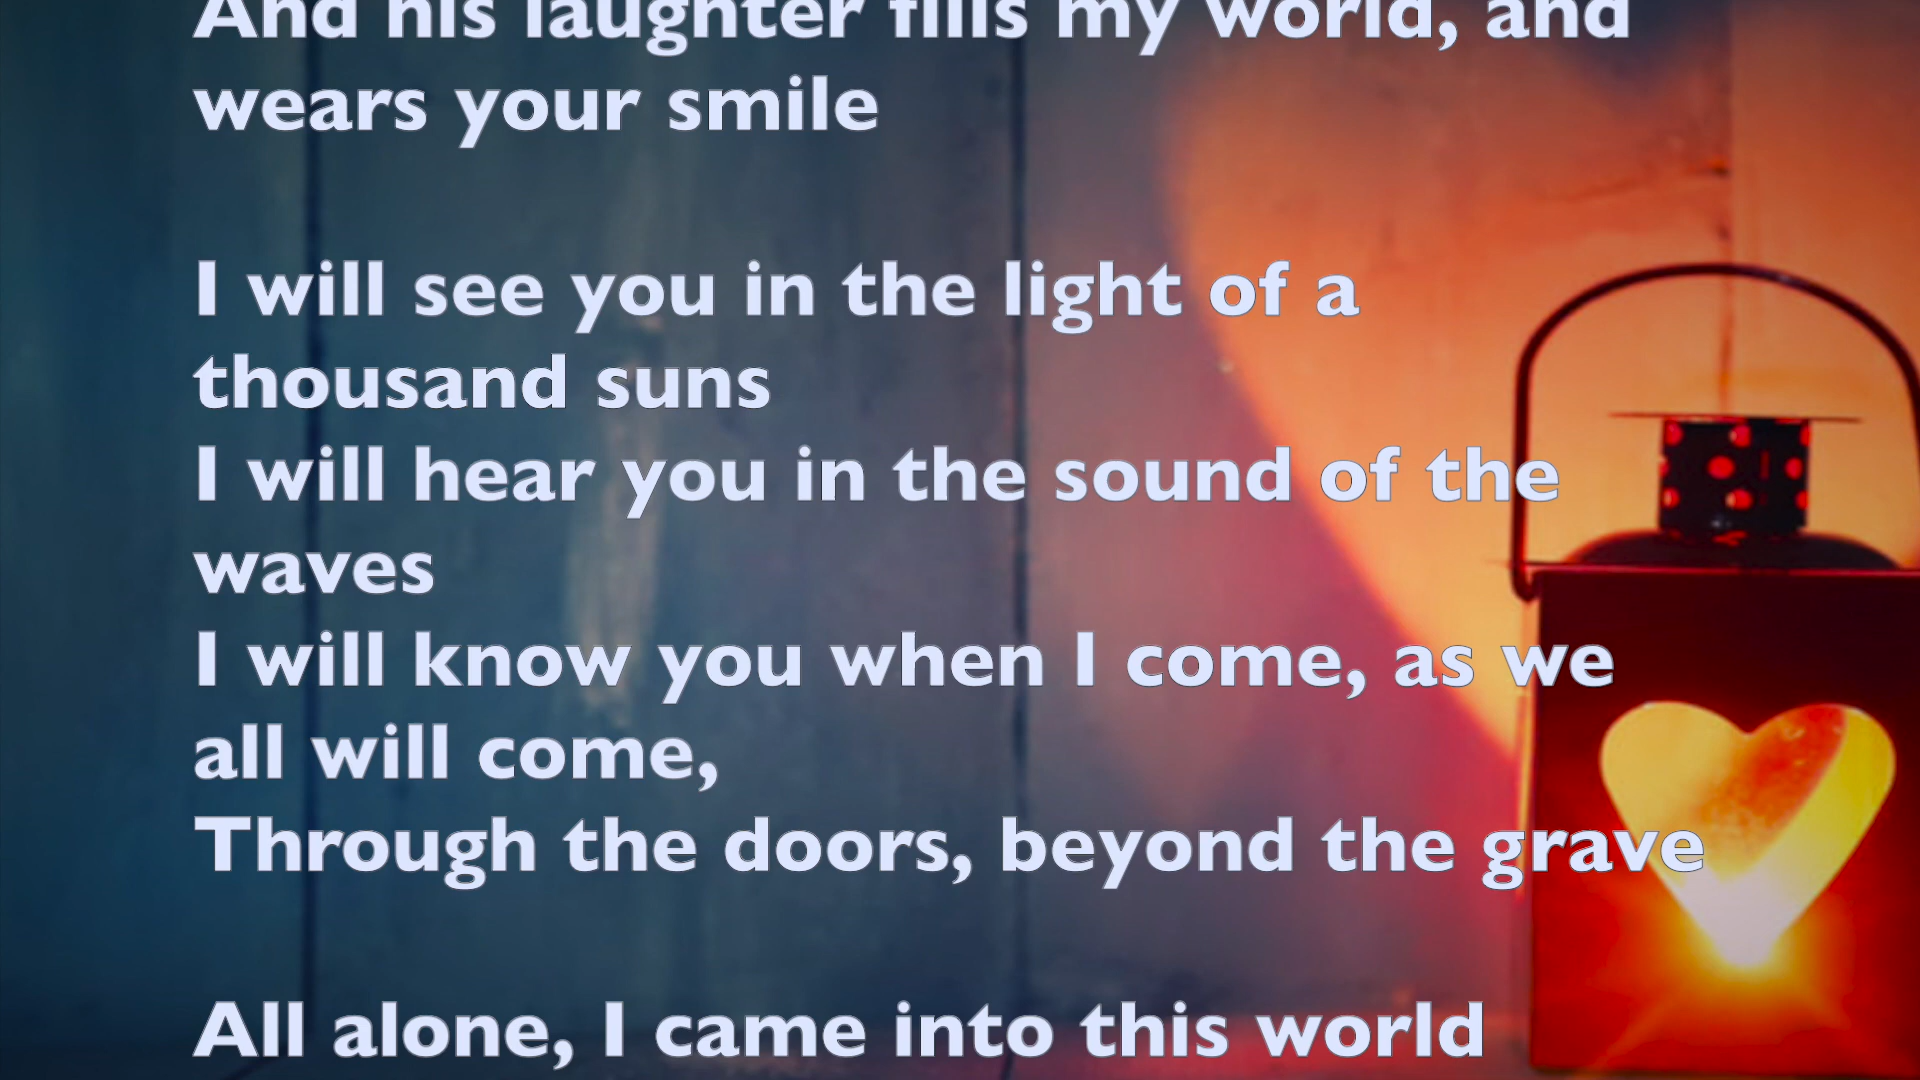 And his laughter fills my world, and
wears your smile
I will see you in the light of a
thousand suns
I will hear you in the sound of the
waves
I will know you when I come, as we
all will come,
Through the doors, beyond the grave
All alone, I came into this world